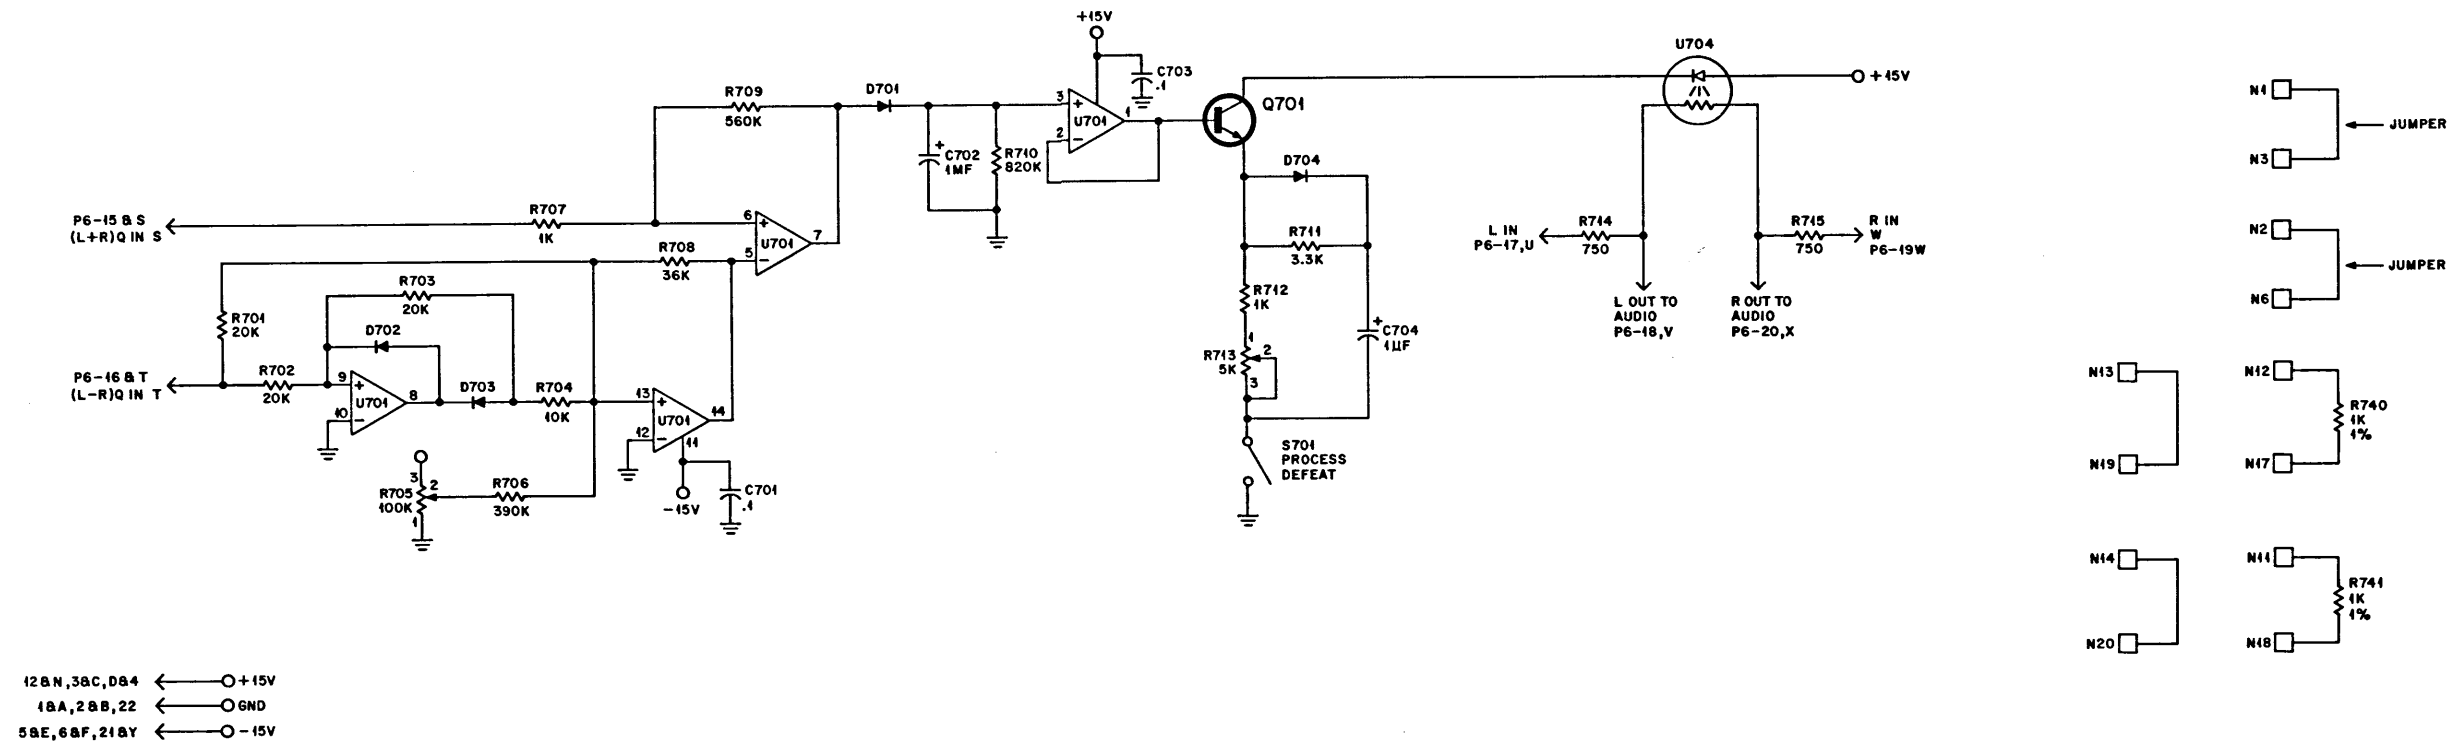 +15V
C703
.1
3
+
U701
1
2
−
Q701
U704
+15V
R709
560K
D701
+
C702
1MF
R710
820K
D704
R711
3.3K
R712
1K
1
R713
5K
2
3
+
C704
1µF
S701
PROCESS
DEFEAT
L IN
P6-17,U
R714
750
R715
750
R IN
W
P6-19W
L OUT TO
AUDIO
P6-18,V
R OUT TO
AUDIO
P6-20,X
P6-15 & S
(L+R)Q IN S
R707
1K
6
+
U701
7
5
−
R708
36K
R701
20K
R703
20K
D702
P6-16 & T
(L-R)Q IN T
R702
20K
9
+
U701
8
10
−
D703
R704
10K
13
+
U701
14
12
−
11
-15V
C701
.1
3
R705
100K
2
1
R706
390K
N1
N3
JUMPER
N2
N6
JUMPER
N13
N19
N12
N17
R740
1K
1%
N14
N20
N11
N18
R741
1K
1%
12&N,3&C,D&4
+15V
1&A,2&B,22
GND
5&E,6&F,21&Y
-15V